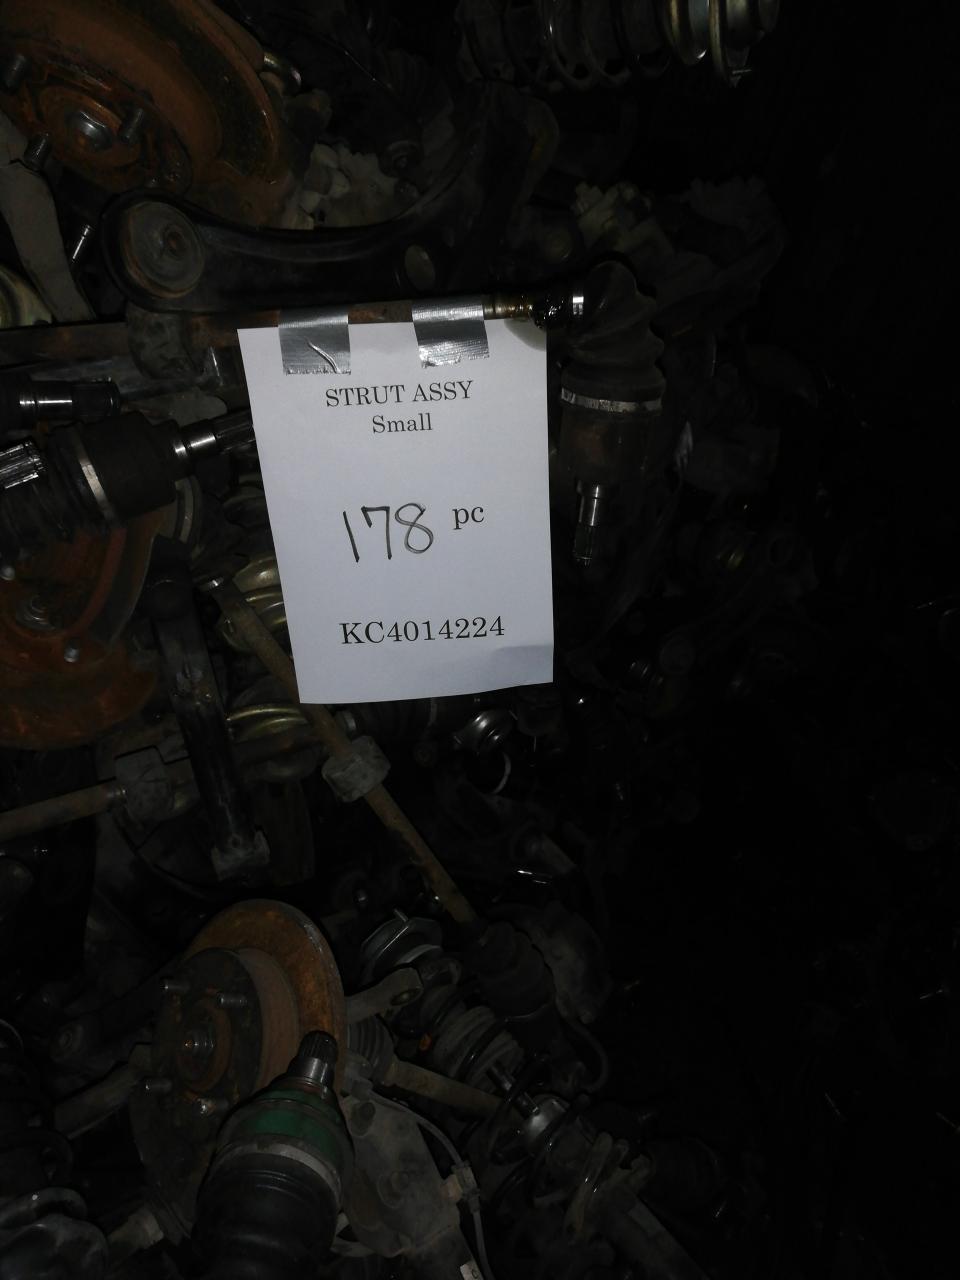 STRUT ASSY
Small
178 pc
KC4014224